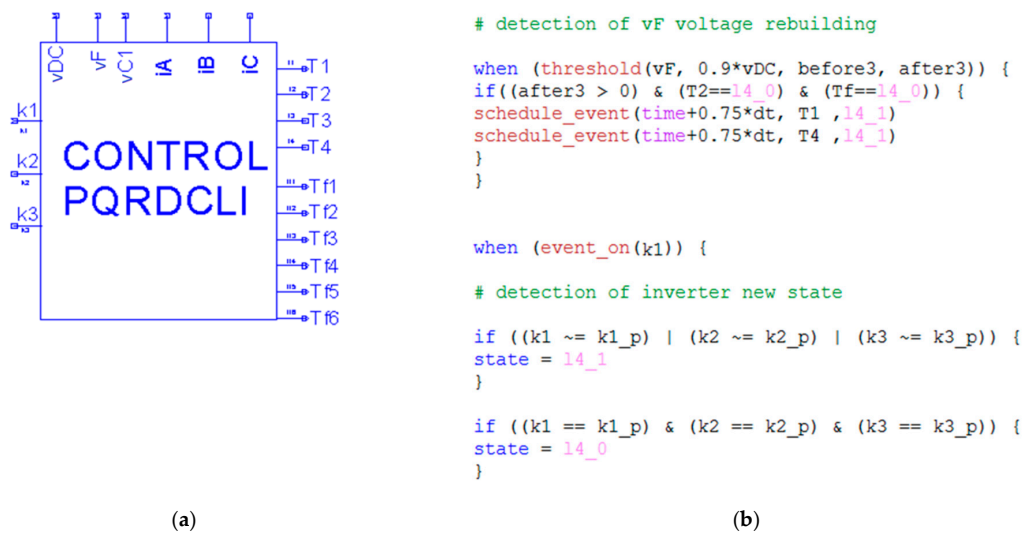 vDC
vF
vC1
iA
iB
iC
T1
T2
T3
T4
Tf1
Tf2
Tf3
Tf4
Tf5
Tf6
k1
k2
k3
CONTROL
PQRDCLI
(a)
# detection of vF voltage rebuilding
when (threshold(vF, 0.9*vDC, before3, after3)) {
if((after3 > 0) & (T2==l4_0) & (Tf==l4_0)) {
schedule_event(time+0.75*dt, T1 ,l4_1)
schedule_event(time+0.75*dt, T4 ,l4_1)
}
}
when (event_on(k1)) {
# detection of inverter new state
if ((k1 ~= k1_p) | (k2 ~= k2_p) | (k3 ~= k3_p)) {
state = l4_1
}
if ((k1 == k1_p) & (k2 == k2_p) & (k3 == k3_p)) {
state = l4_0
}
(b)